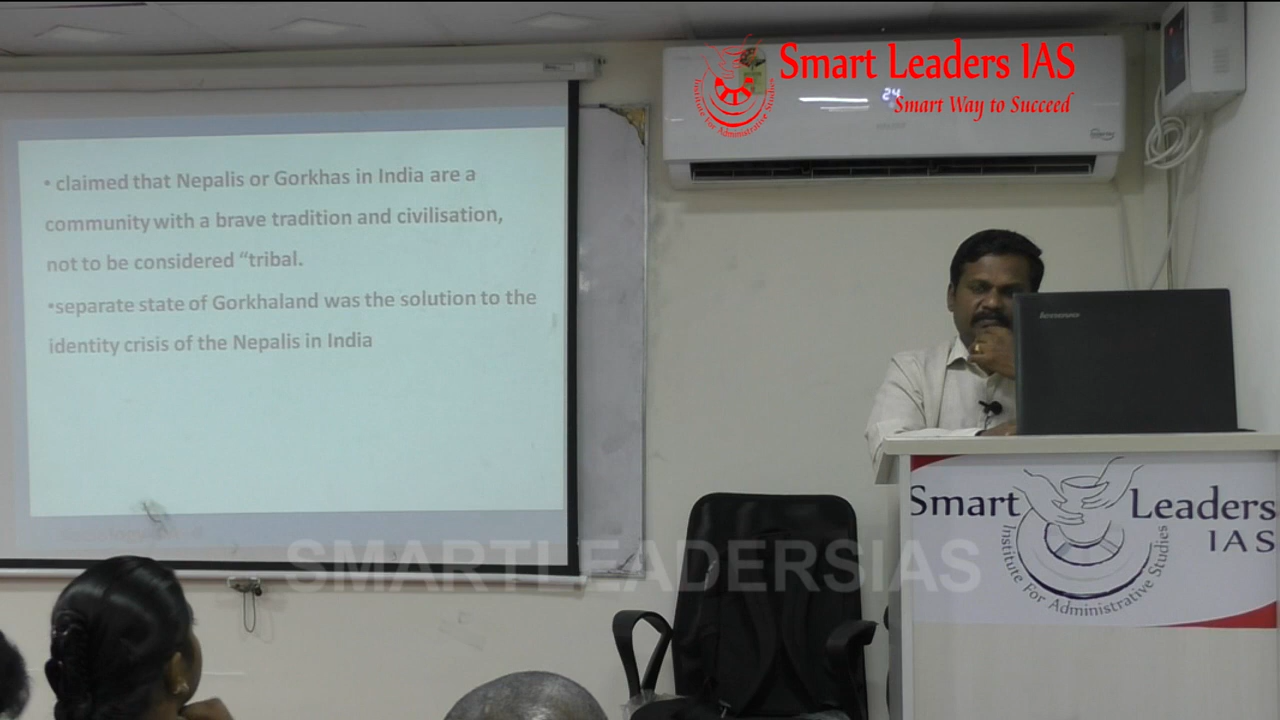 • claimed that Nepalis or Gorkhas in India are a
community with a brave tradition and civilisation,
not to be considered “tribal.
•separate state of Gorkhaland was the solution to the
identity crisis of the Nepalis in India
Smart Leaders IAS
Smart Way to Succeed
Institute For Administrative Studies
24
lenovo
Smart Leaders
IAS
Institute For Administrative Studies
SMARTLEADERSIAS